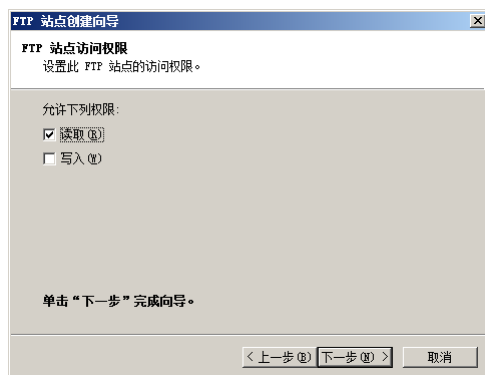 FTP 站点创建向导
FTP 站点访问权限
设置此 FTP 站点的访问权限。
允许下列权限:
读取(R)
写入(W)
单击“下一步”完成向导。
< 上一步(B) 下一步(N) > 取消